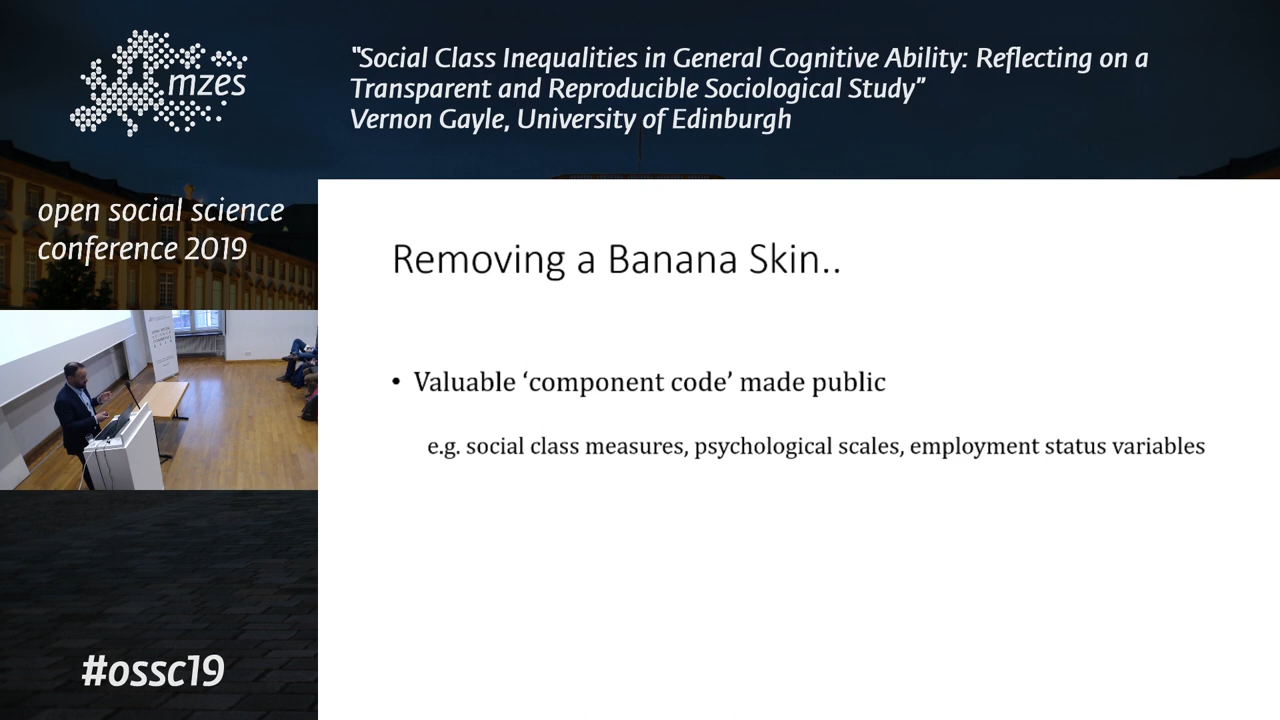 mzes
"Social Class Inequalities in General Cognitive Ability: Reflecting on a
Transparent and Reproducible Sociological Study"
Vernon Gayle, University of Edinburgh
open social science
conference 2019
Removing a Banana Skin..
• Valuable ‘component code’ made public
e.g. social class measures, psychological scales, employment status variables
#ossc19